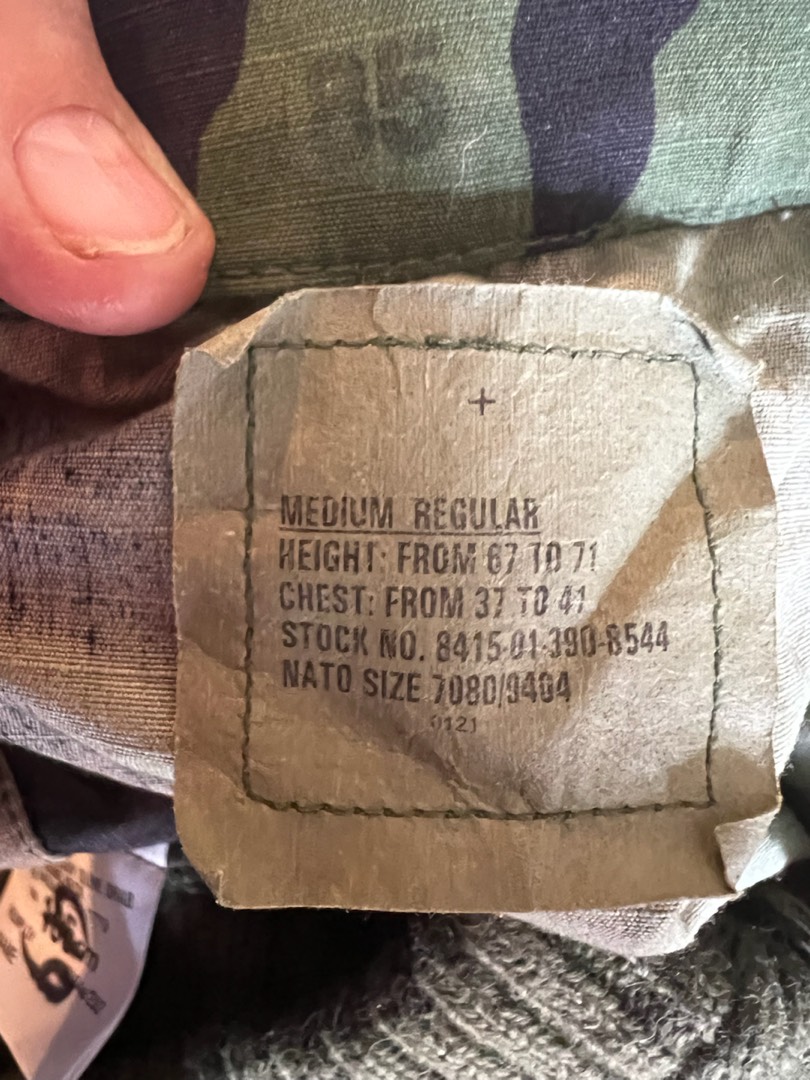 85
+
MEDIUM REGULAR
HEIGHT: FROM 67 TO 71
CHEST: FROM 37 TO 41
STOCK NO. 8415-01-390-8544
NATO SIZE 7080/9404
0121